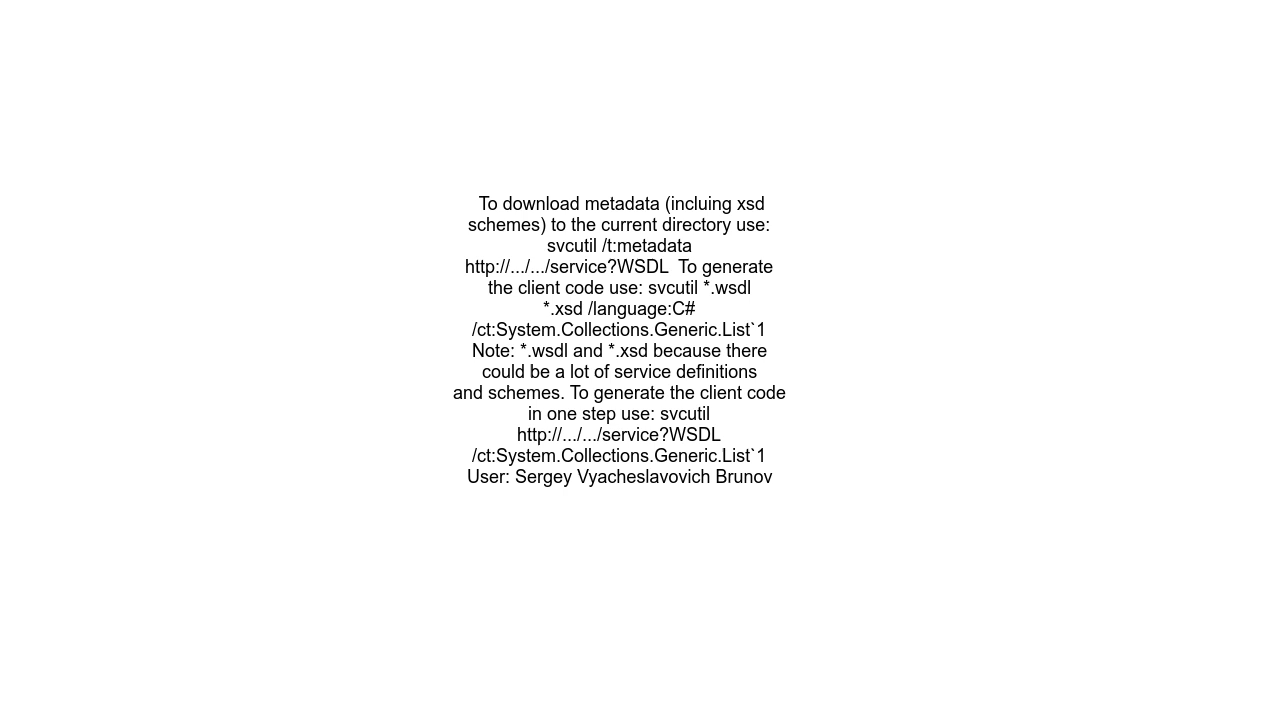 To download metadata (incluing xsd
schemes) to the current directory use:
svcutil /t:metadata
http://.../.../service?WSDL  To generate
the client code use: svcutil *.wsdl
*.xsd /language:C#
/ct:System.Collections.Generic.List`1
Note: *.wsdl and *.xsd because there
could be a lot of service definitions
and schemes. To generate the client code
in one step use: svcutil
http://.../.../service?WSDL
/ct:System.Collections.Generic.List`1
User: Sergey Vyacheslavovich Brunov